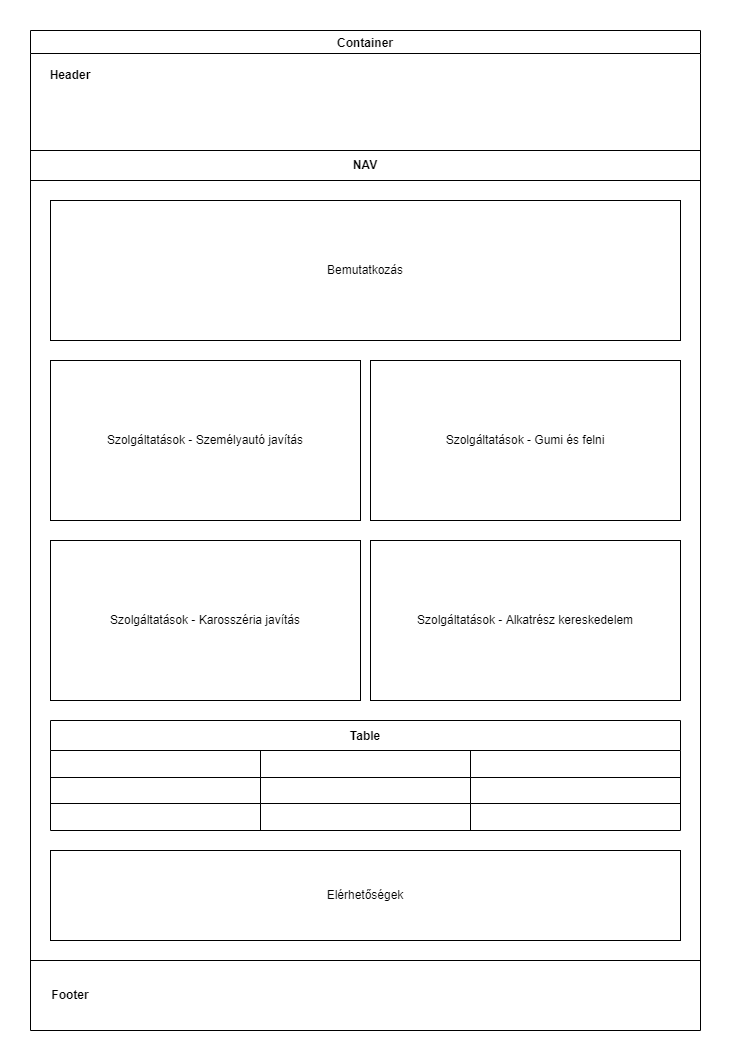 Container
Header
NAV
Bemutatkozás
Szolgáltatások - Személyautó javítás
Szolgáltatások - Gumi és felni
Szolgáltatások - Karosszéria javítás
Szolgáltatások - Alkatrész kereskedelem
Table
Elérhetőségek
Footer